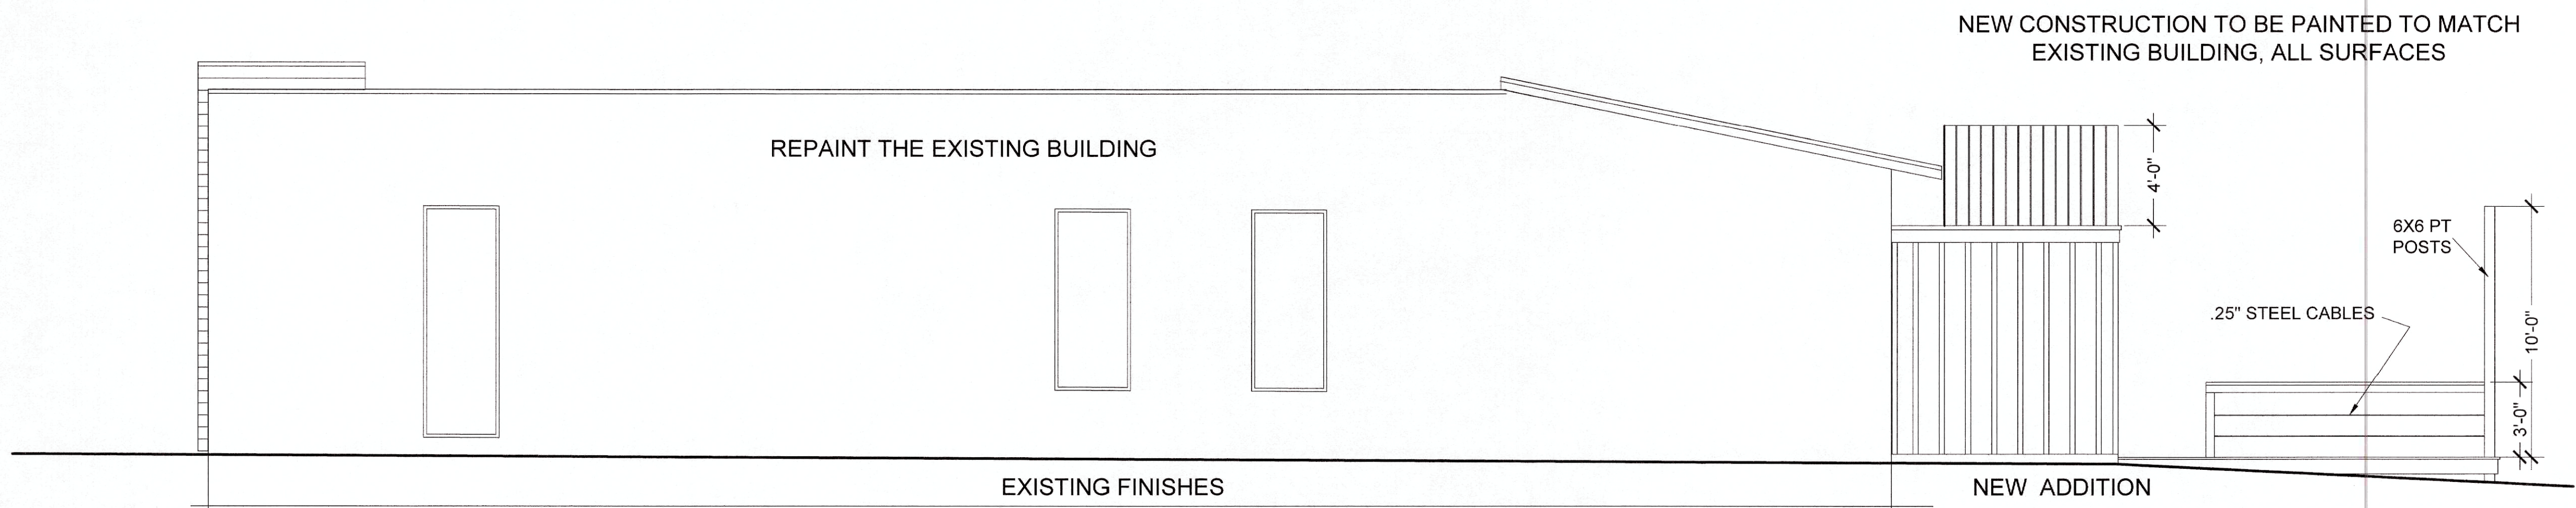 NEW CONSTRUCTION TO BE PAINTED TO MATCH
EXISTING BUILDING, ALL SURFACES
REPAINT THE EXISTING BUILDING
4'-0"
6X6 PT
POSTS
.25" STEEL CABLES
10'-0"
3'-0"
EXISTING FINISHES
NEW ADDITION